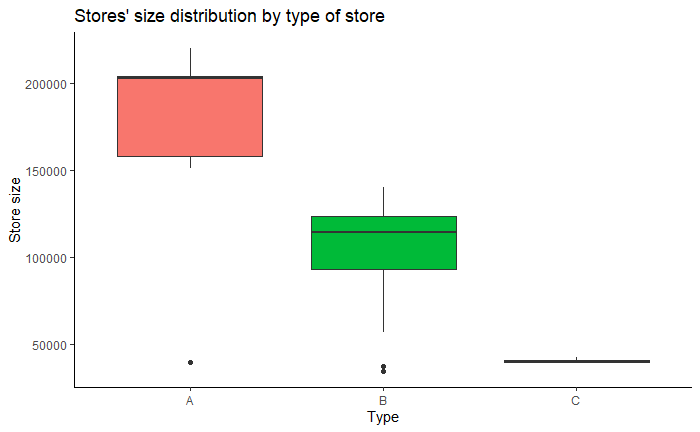 Stores' size distribution by type of store
Store size
200000
150000
100000
50000
A B C
Type